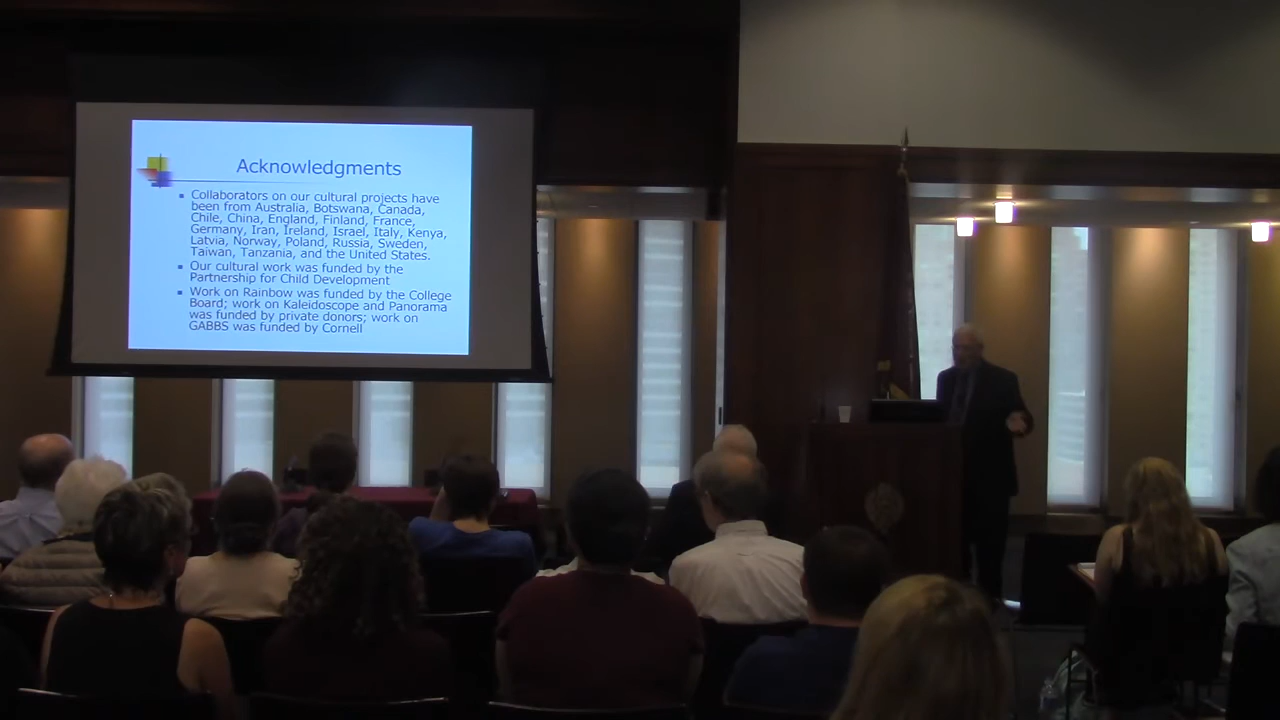 Acknowledgments
Collaborators on our cultural projects have
been from Australia, Botswana, Canada,
Chile, China, England, Finland, France,
Germany, Iran, Ireland, Israel, Italy, Kenya,
Latvia, Norway, Poland, Russia, Sweden,
Taiwan, Tanzania, and the United States.
Our cultural work was funded by the
Partnership for Child Development
Work on Rainbow was funded by the College
Board; work on Kaleidoscope and Panorama
was funded by private donors; work on
GABBS was funded by Cornell